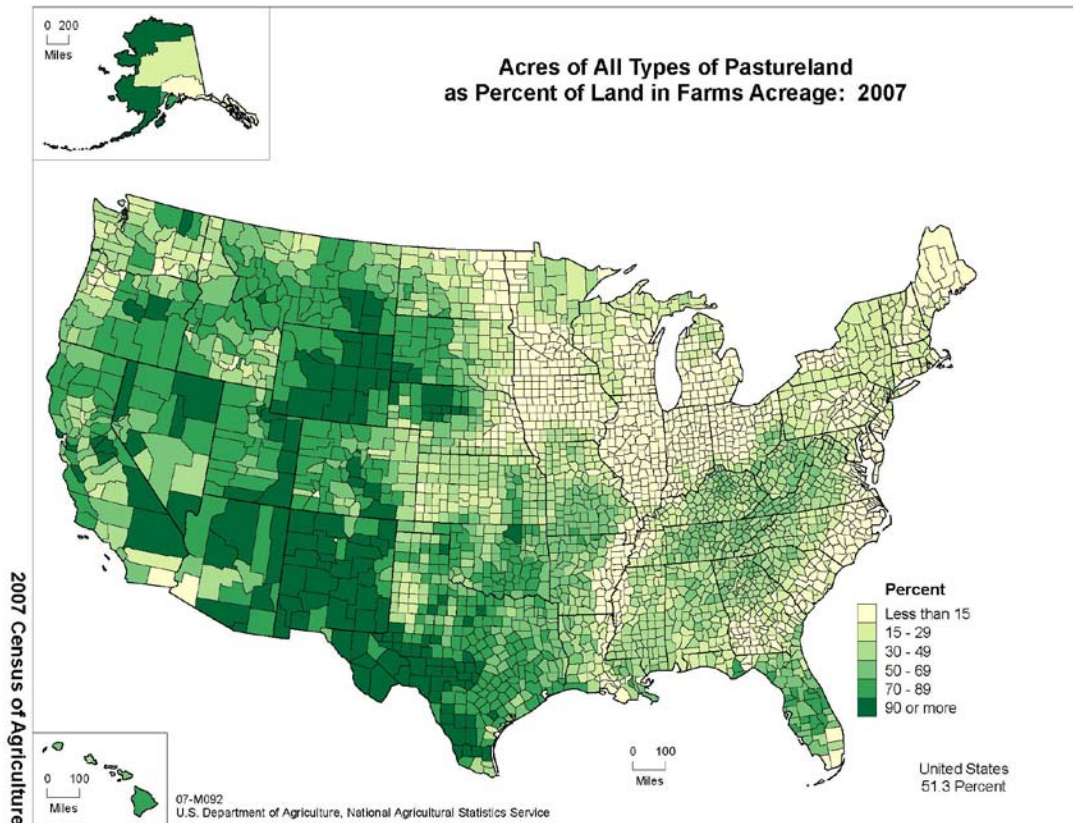 0 200
Miles
Acres of All Types of Pastureland
as Percent of Land in Farms Acreage: 2007
Percent
Less than 15
15 - 29
30 - 49
50 - 69
70 - 89
90 or more
0 100
Miles
United States
51.3 Percent
0 100
Miles
07-M092
U.S. Department of Agriculture, National Agricultural Statistics Service
2007 Census of Agriculture